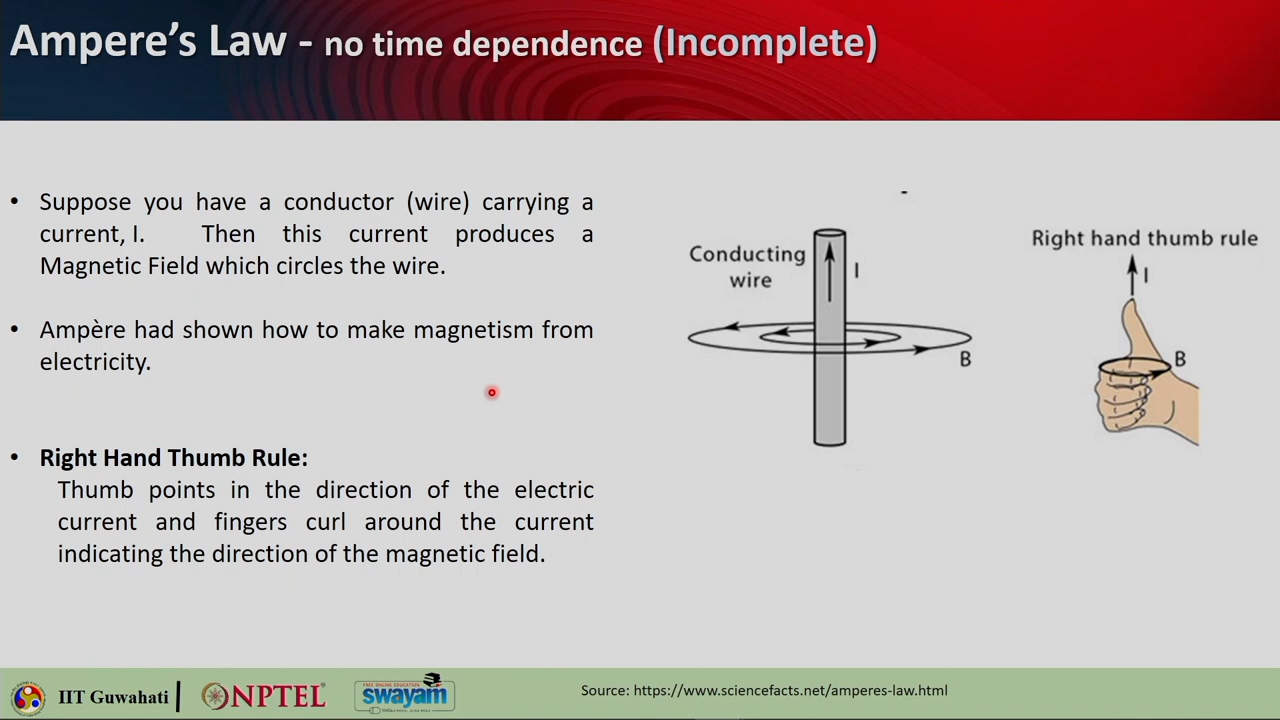 Ampere's Law - no time dependence (Incomplete)
• Suppose you have a conductor (wire) carrying a
current, I. Then this current produces a
Magnetic Field which circles the wire.
• Ampère had shown how to make magnetism from
electricity.
• Right Hand Thumb Rule:
Thumb points in the direction of the electric
current and fingers curl around the current
indicating the direction of the magnetic field.
Conducting
wire
I
B
Right hand thumb rule
I
B
IIT Guwahati
NPTEL
FREE ONLINE EDUCATION
swayam
Source: https://www.sciencefacts.net/amperes-law.html